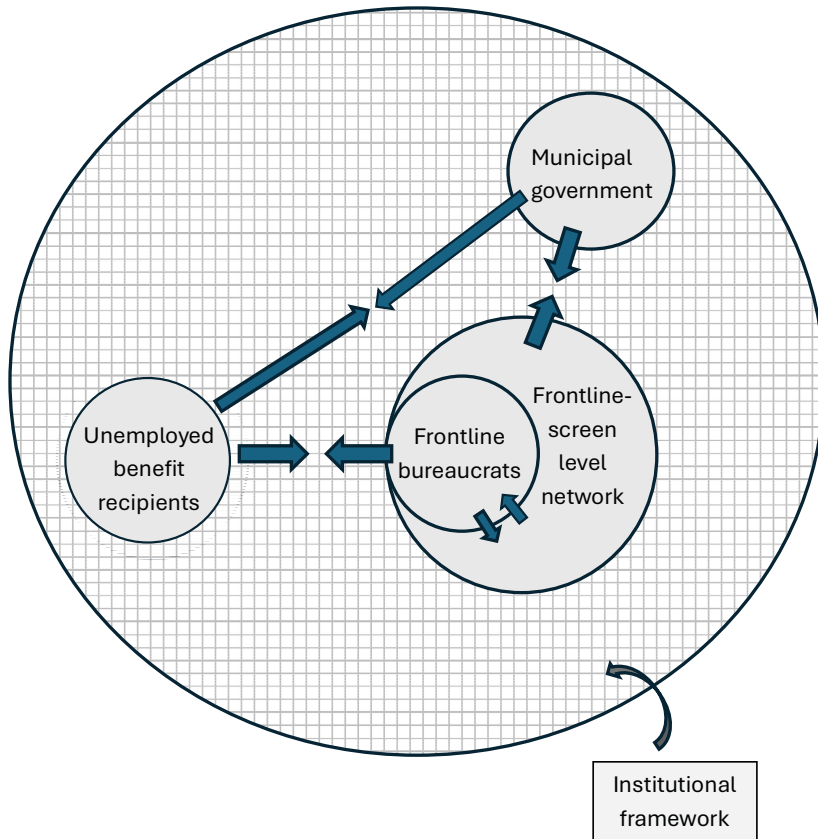 Municipal
government
Unemployed
benefit
recipients
Frontline
bureaucrats
Frontline-
screen
level
network
Institutional
framework